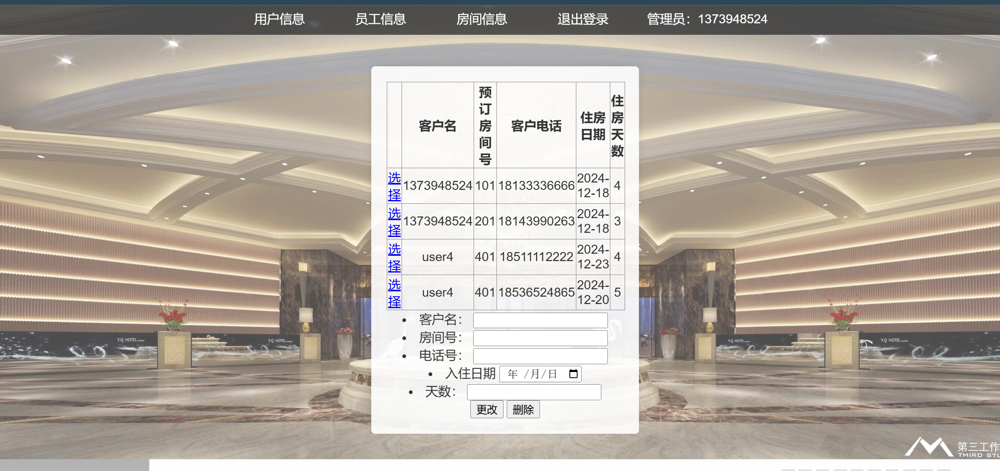 用户信息 员工信息 房间信息 退出登录 管理员：1373948524
客户名 预订房间号 客户电话 住房日期 住房天数
选择 1373948524 101 18133336666 2024-12-18 4
选择 1373948524 201 18143990263 2024-12-18 3
选择 user4 401 18511112222 2024-12-23 4
选择 user4 401 18536524865 2024-12-20 5
• 客户名：
• 房间号：
• 电话号：
• 入住日期 年 /月/日
• 天数：
更改 删除
Y.Q HOTEL
Y.Q HOTEL
Y.Q HOTEL
Y.Q HOTEL
第三工作
THIRD STU